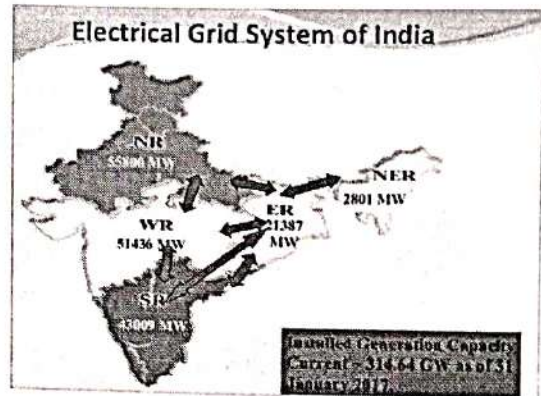 Electrical Grid System of India
NR
55800 MW
NER
2801 MW
ER
21387
MW
WR
51436 MW
SR
43009 MW
Installed Generation Capacity
Current - 314.64 GW as of 31
January 2017